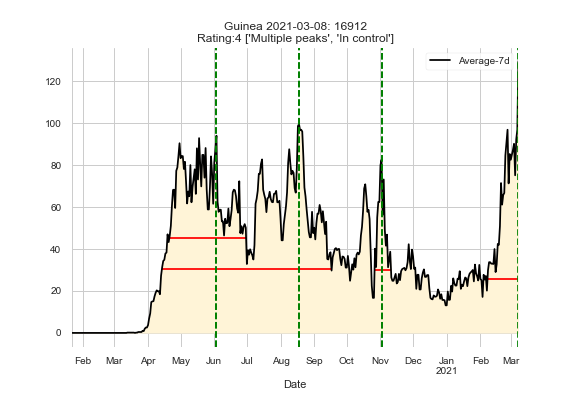 Guinea 2021-03-08: 16912
Rating:4 ['Multiple peaks', 'In control']
Average-7d
120
100
80
60
40
20
0
Feb Mar Apr May Jun Jul Aug Sep Oct Nov Dec Jan Feb Mar
2021
Date